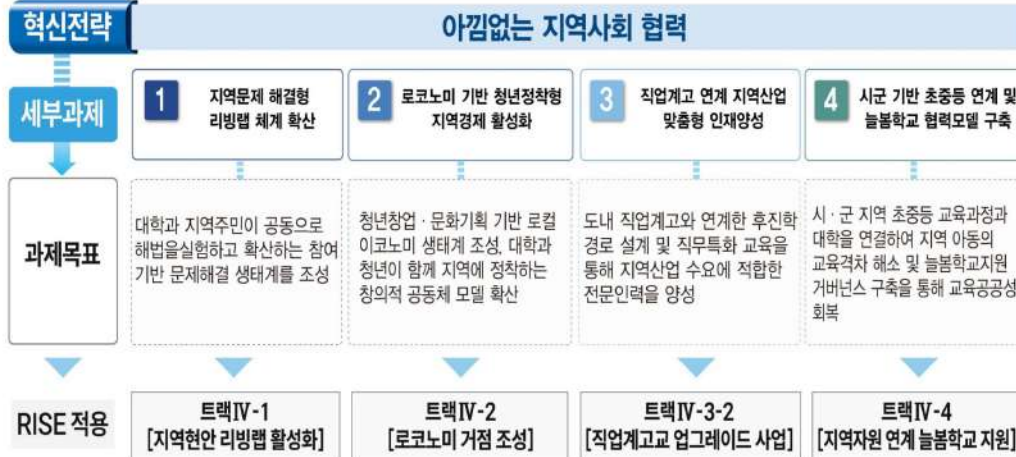 혁신전략
아낌없는 지역사회 협력
세부과제
1
지역문제 해결형
리빙랩 체계 확산
2
로코노미 기반 청년정착형
지역경제 활성화
3
직업계고 연계 지역산업
맞춤형 인재양성
4
시군 기반 초중등 연계 및
늘봄학교 협력모델 구축
과제목표
대학과 지역주민이 공동으로
해법을실험하고 확산하는 참여
기반 문제해결 생태계를 조성
청년창업·문화기획 기반 로컬
이코노미 생태계 조성, 대학과
청년이 함께 지역에 정착하는
창의적 공동체 모델 확산
도내 직업계고와 연계한 후진학
경로 설계 및 직무특화 교육을
통해 지역산업 수요에 적합한
전문인력을 양성
시·군 지역 초중등 교육과정과
대학을 연결하여 지역 아동의
교육격차 해소 및 늘봄학교지원
거버넌스 구축을 통해 교육공공성
회복
RISE 적용
트랙Ⅳ-1
[지역현안 리빙랩 활성화]
트랙Ⅳ-2
[로코노미 거점 조성]
트랙Ⅳ-3-2
[직업계고교 업그레이드 사업]
트랙Ⅳ-4
[지역자원 연계 늘봄학교 지원]